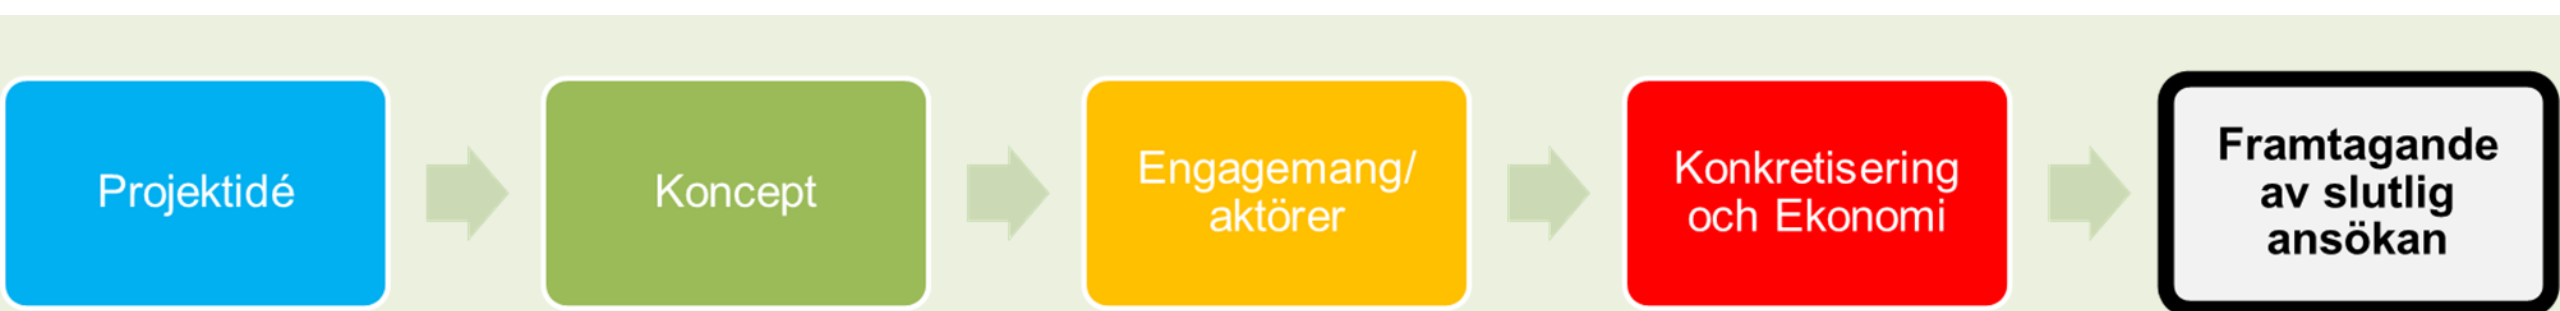 Projektidé
Koncept
Engagemang/
aktörer
Konkretisering
och Ekonomi
Framtagande
av slutlig
ansökan